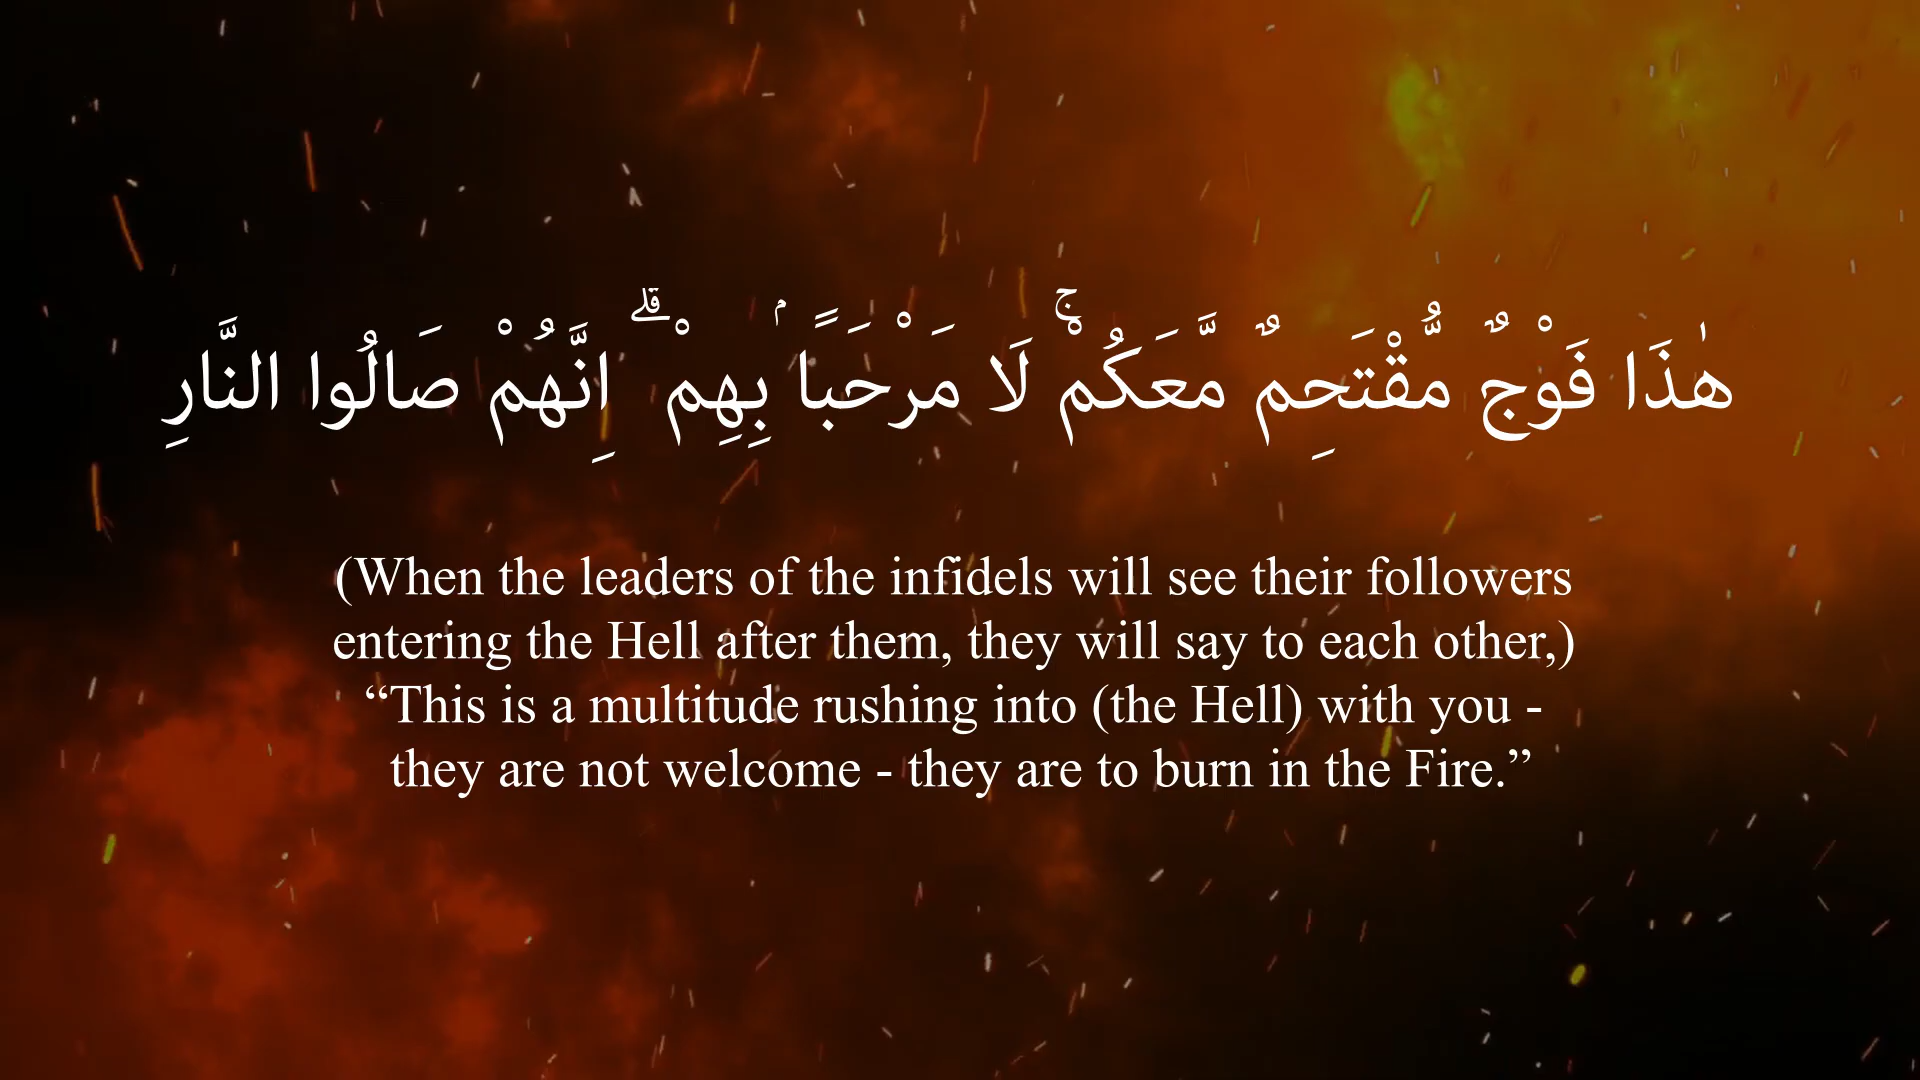 هٰذَا فَوْجٌ مُّقْتَحِمٌ مَّعَكُمْۚ لَا مَرْحَبًاۢ بِهِمْ ۗ اِنَّهُمْ صَالُوا النَّارِ
(When the leaders of the infidels will see their followers
entering the Hell after them, they will say to each other,)
“This is a multitude rushing into (the Hell) with you -
they are not welcome - they are to burn in the Fire.”